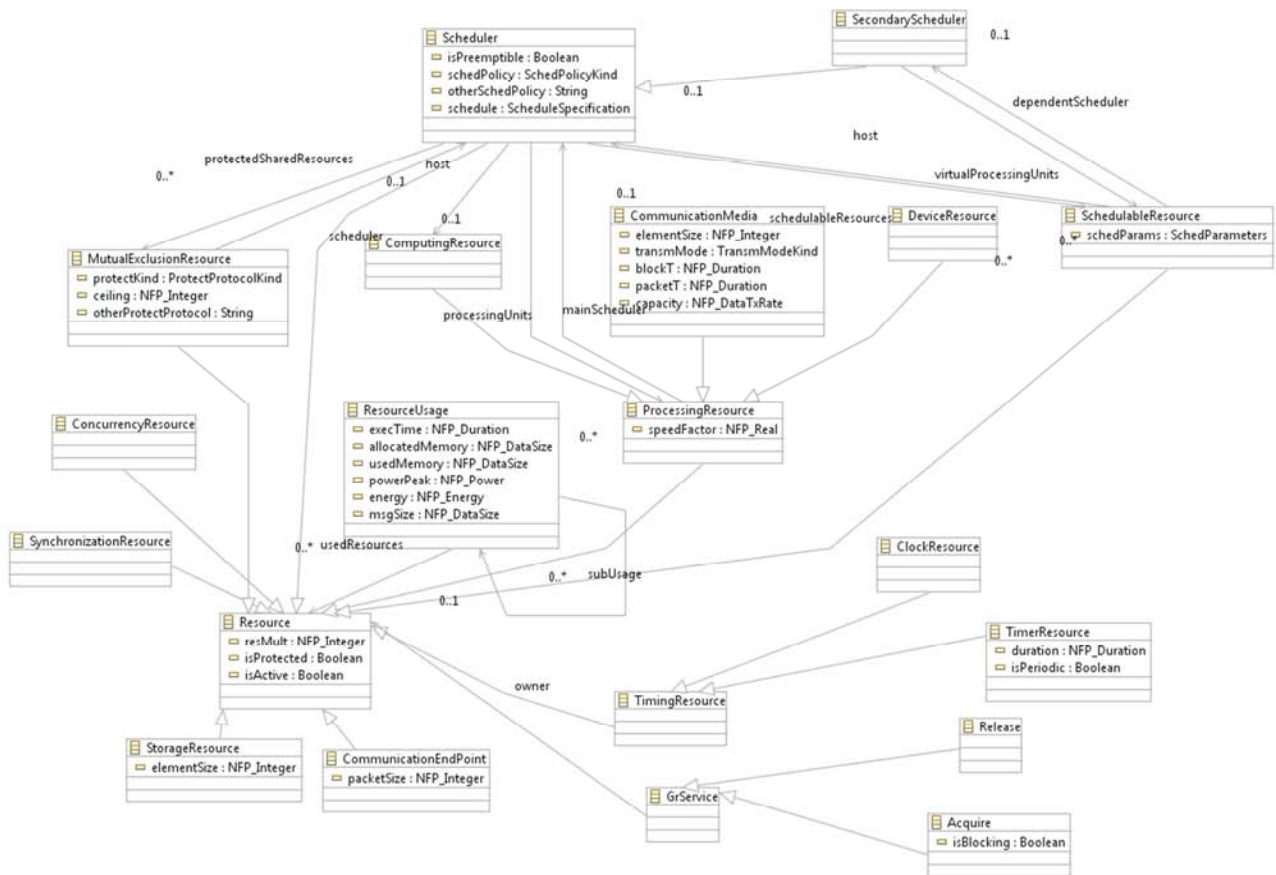 SecondaryScheduler
0..1
Scheduler
isPreemptible : Boolean
schedPolicy : SchedPolicyKind
otherSchedPolicy : String
schedule : ScheduleSpecification
0..1
dependentScheduler
host
protectedSharedResources
host
virtualProcessingUnits
0..*
0..1
0..1
0..1
CommunicationMedia
elementSize : NFP_Integer
transmMode : TransmModeKind
blockT : NFP_Duration
packetT : NFP_Duration
capacity : NFP_DataTxRate
schedulableResources
DeviceResource
SchedulableResource
schedParams : SchedParameters
0..*
0..*
scheduler
ComputingResource
MutualExclusionResource
protectKind : ProtectProtocolKind
ceiling : NFP_Integer
otherProtectProtocol : String
processingUnits
mainScheduler
ResourceUsage
execTime : NFP_Duration
allocatedMemory : NFP_DataSize
usedMemory : NFP_DataSize
powerPeak : NFP_Power
energy : NFP_Energy
msgSize : NFP_DataSize
0..*
ProcessingResource
speedFactor : NFP_Real
ConcurrencyResource
SynchronizationResource
0..*
usedResources
0..*
subUsage
0..1
ClockResource
Resource
resMult : NFP_Integer
isProtected : Boolean
isActive : Boolean
TimerResource
duration : NFP_Duration
isPeriodic : Boolean
owner
TimingResource
StorageResource
elementSize : NFP_Integer
CommunicationEndPoint
packetSize : NFP_Integer
Release
GrService
Acquire
isBlocking : Boolean